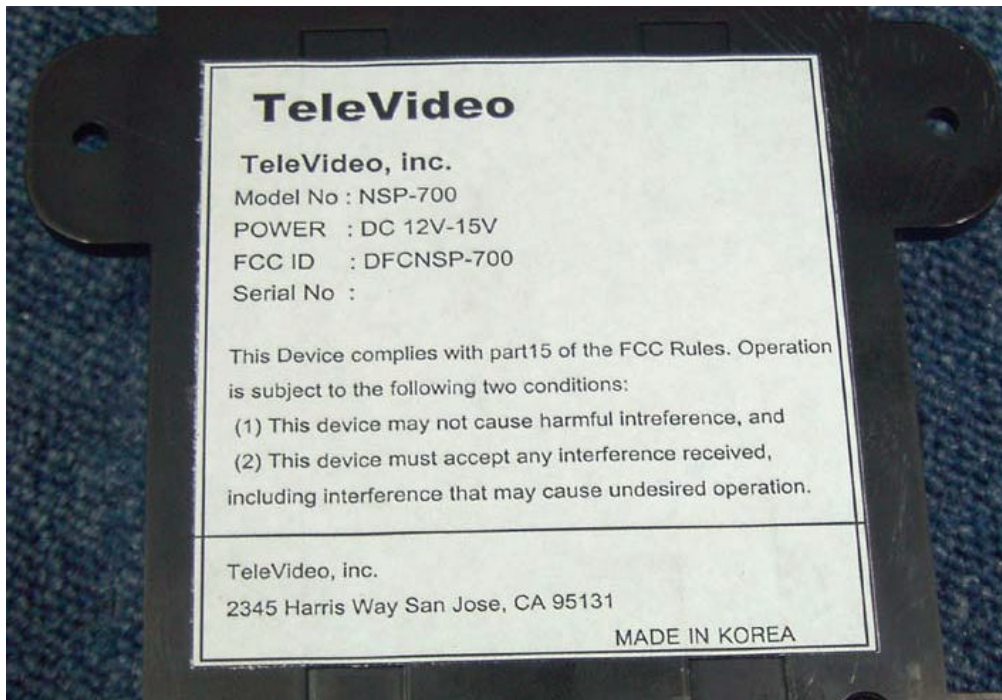 TeleVideo
TeleVideo, inc.
Model No : NSP-700
POWER : DC 12V-15V
FCC ID : DFCNSP-700
Serial No :
This Device complies with part15 of the FCC Rules. Operation
is subject to the following two conditions:
(1) This device may not cause harmful intreference, and
(2) This device must accept any interference received,
including interference that may cause undesired operation.
TeleVideo, inc.
2345 Harris Way San Jose, CA 95131
MADE IN KOREA